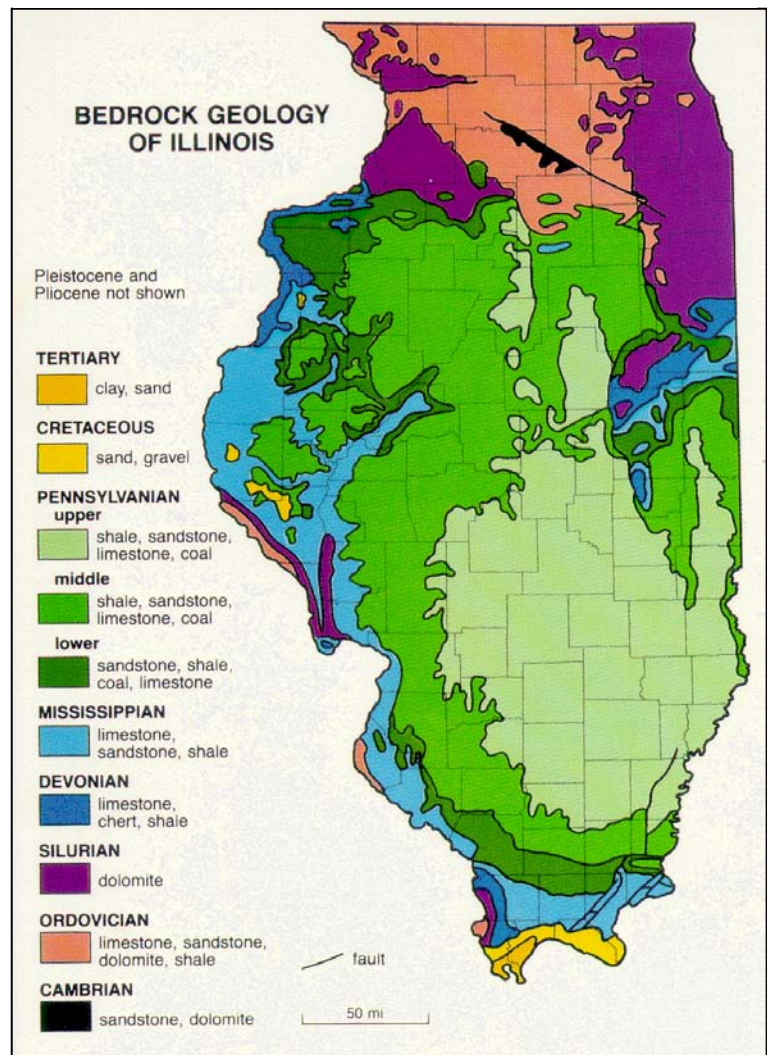 BEDROCK GEOLOGY
OF ILLINOIS
Pleistocene and
Pliocene not shown
TERTIARY
clay, sand
CRETACEOUS
sand, gravel
PENNSYLVANIAN
upper
shale, sandstone,
limestone, coal
middle
shale, sandstone,
limestone, coal
lower
sandstone, shale,
coal, limestone
MISSISSIPPIAN
limestone,
sandstone, shale
DEVONIAN
limestone,
chert, shale
SILURIAN
dolomite
ORDOVICIAN
limestone, sandstone,
dolomite, shale
CAMBRIAN
sandstone, dolomite
fault
50 mi